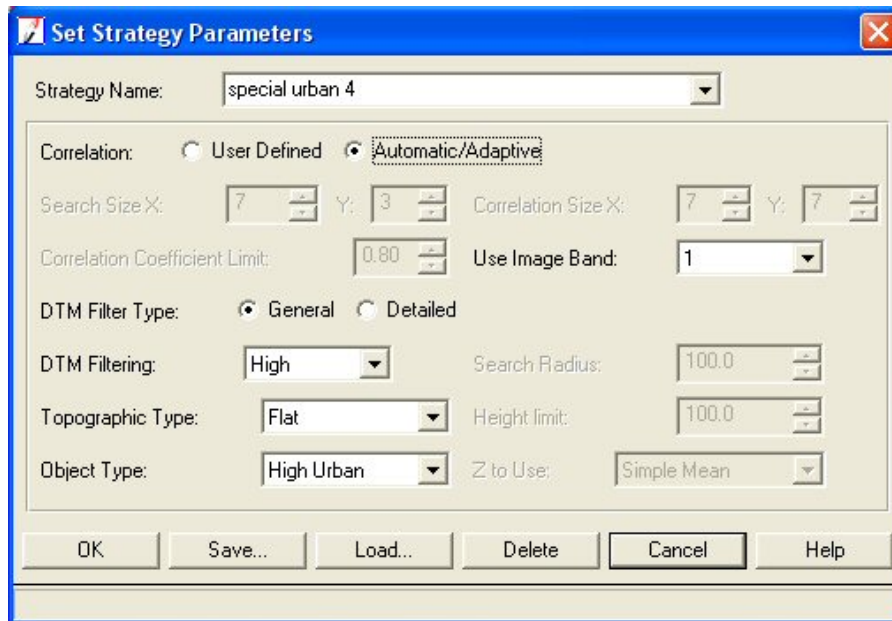 Set Strategy Parameters
Strategy Name: special urban 4
Correlation: User Defined Automatic/Adaptive
Search Size X: 7 Y: 3 Correlation Size X: 7 Y: 7
Correlation Coefficient Limit: 0.80 Use Image Band: 1
DTM Filter Type: General Detailed
DTM Filtering: High Search Radius: 100.0
Topographic Type: Flat Height limit: 100.0
Object Type: High Urban Z to Use: Simple Mean
OK Save... Load... Delete Cancel Help